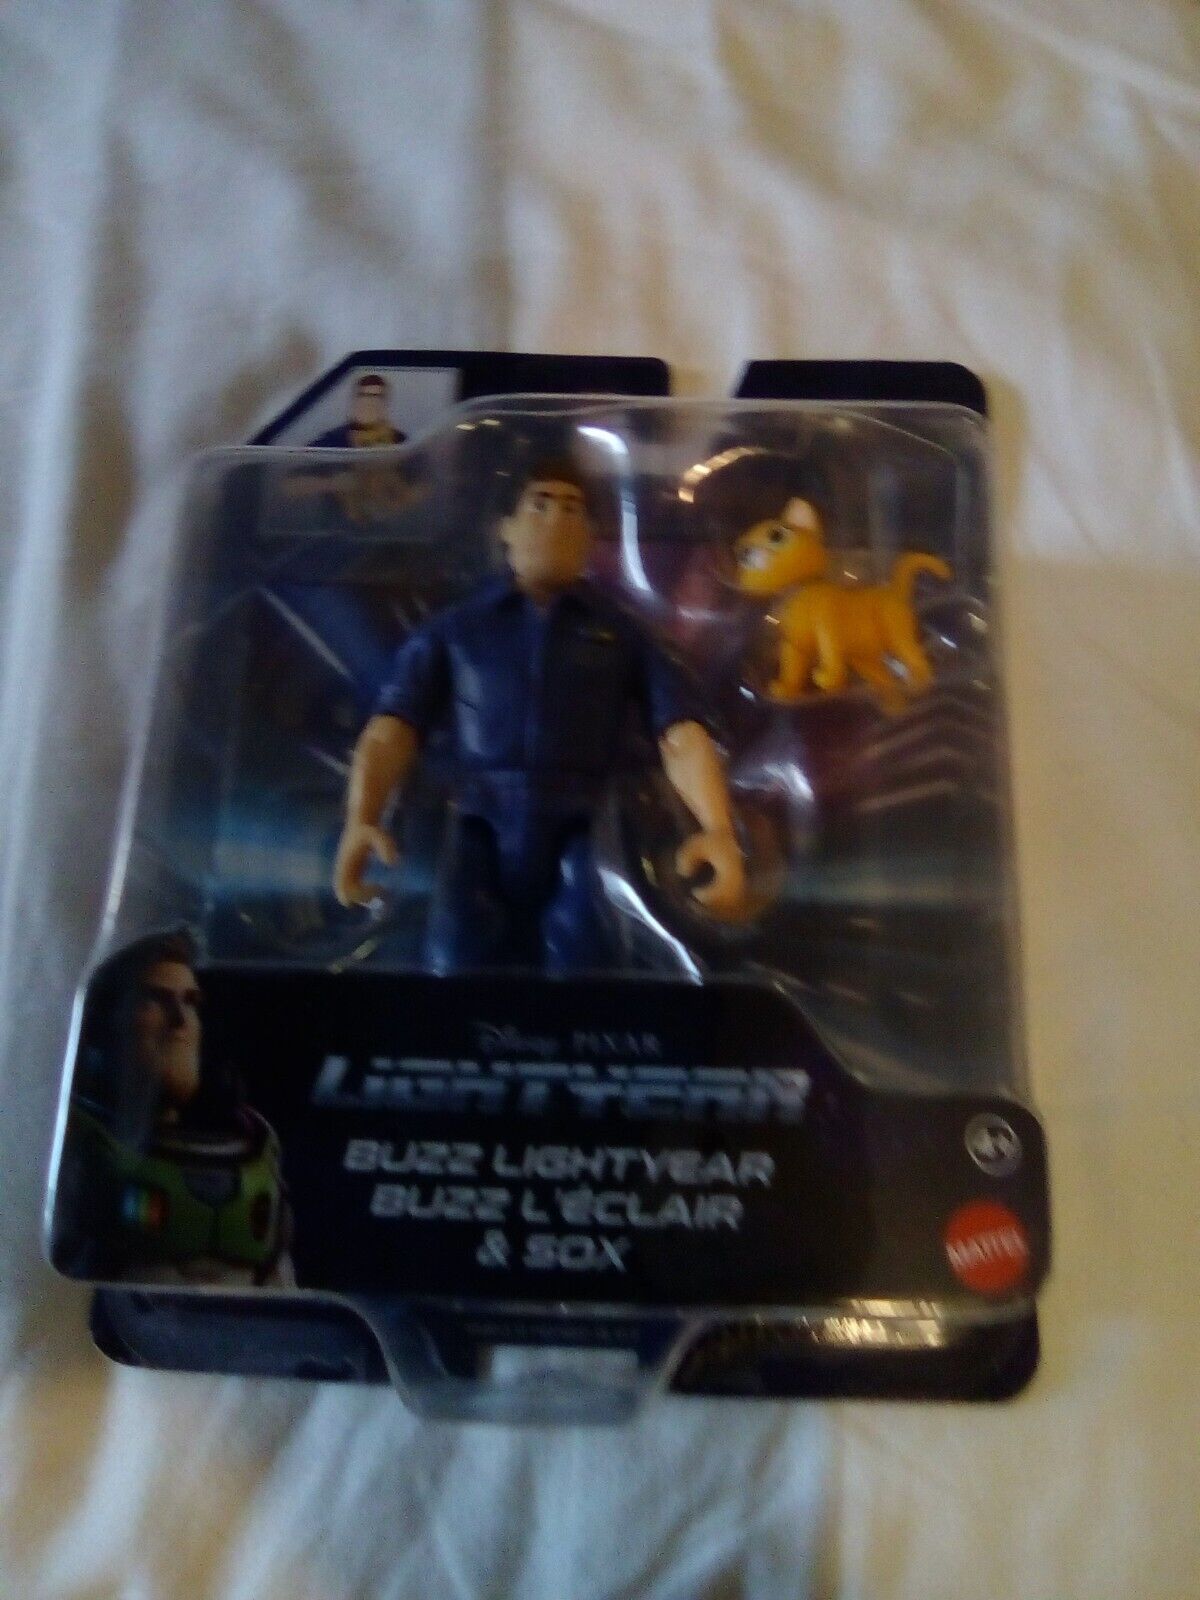 Disney PIXAR
LIGHTYEAR
BUZZ LIGHTYEAR
BUZZ L'ÉCLAIR
& SOX
MATTEL